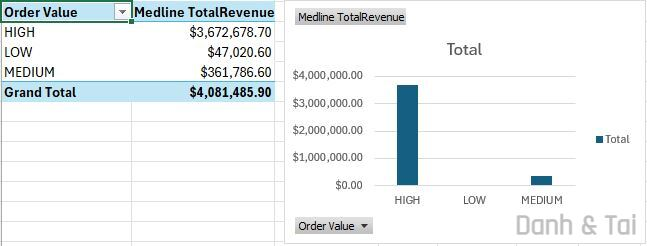 Order Value Medline TotalRevenue
HIGH $3,672,678.70
LOW $47,020.60
MEDIUM $361,786.60
Grand Total $4,081,485.90
Medline TotalRevenue
Total
$4,000,000.00
$3,000,000.00
$2,000,000.00
$1,000,000.00
$0.00
HIGH LOW MEDIUM
Total
Order Value
Danh & Tai